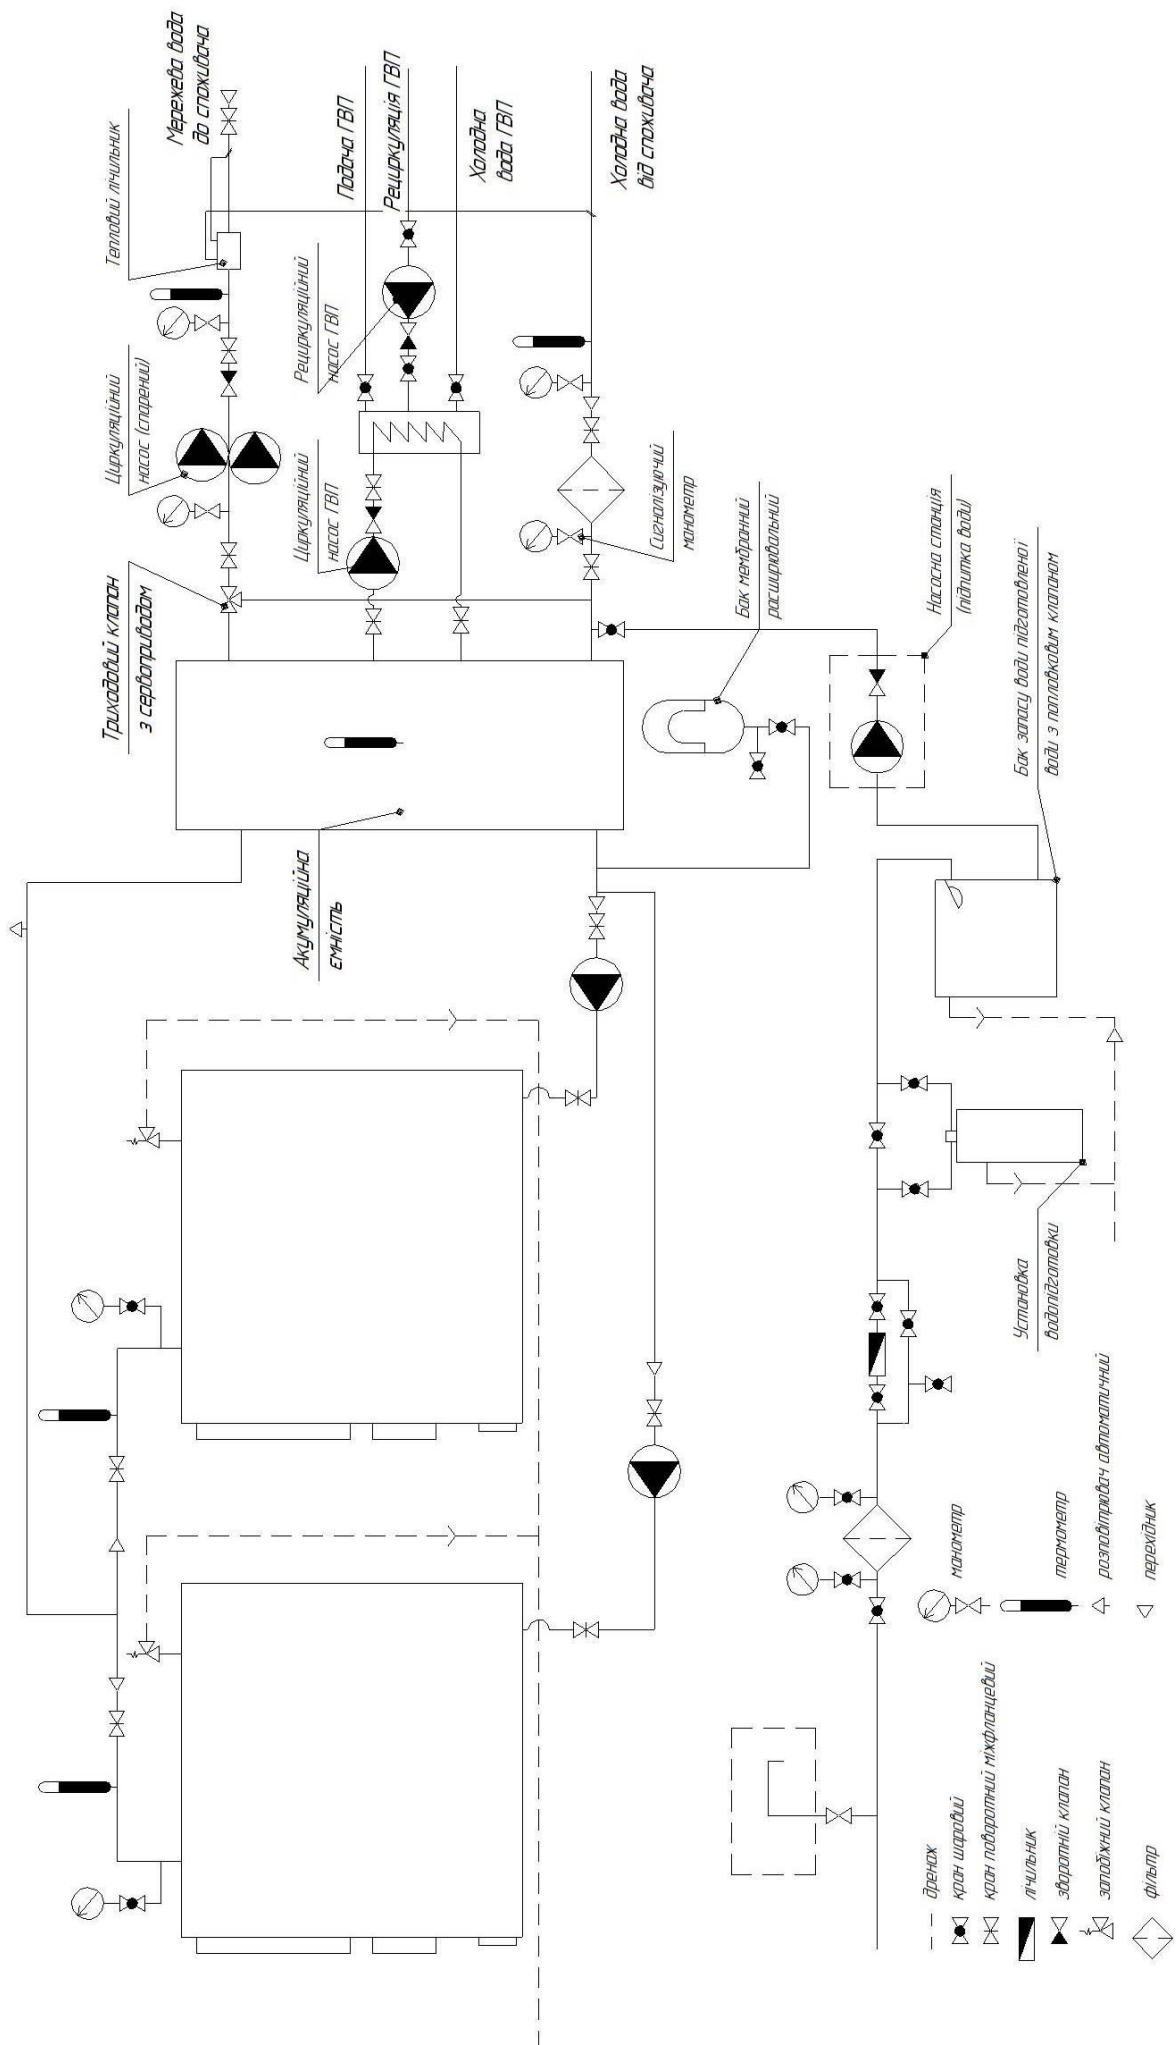 Мережева вода
до споживача
Тепловий лічильник
Подача ГВП
Рециркуляція ГВП
Холодна
вода ГВП
Холодна вода
від споживача
Циркуляційний
насос (спарений)
Рециркуляційний
насос ГВП
Циркуляційний
насос ГВП
Сигналізуючий
манометр
Триходовий клапан
з сервоприводом
Бак мембранний
расширювальний
Насосна станція
(підпитка води)
Бак запасу води підготовленої
води з поплавковим клапаном
Акумуляційна
ємність
Установка
водопідготовки
дренаж
кран шаровий
кран поворотний міжфланцевий
лічильник
зворотній клапан
запобіжний клапан
фільтр
манометр
термометр
розповітрювач автоматичний
перехідник